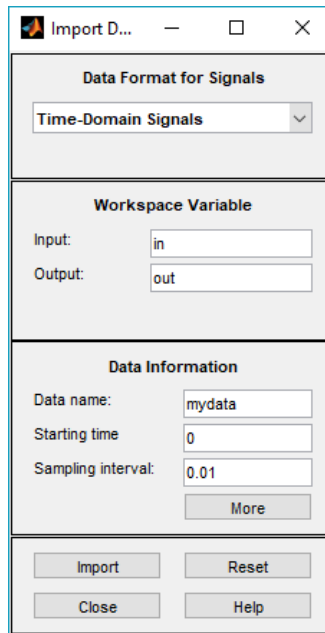 Import D...
Data Format for Signals
Time-Domain Signals
Workspace Variable
Input: in
Output: out
Data Information
Data name: mydata
Starting time 0
Sampling interval: 0.01
More
Import Reset
Close Help